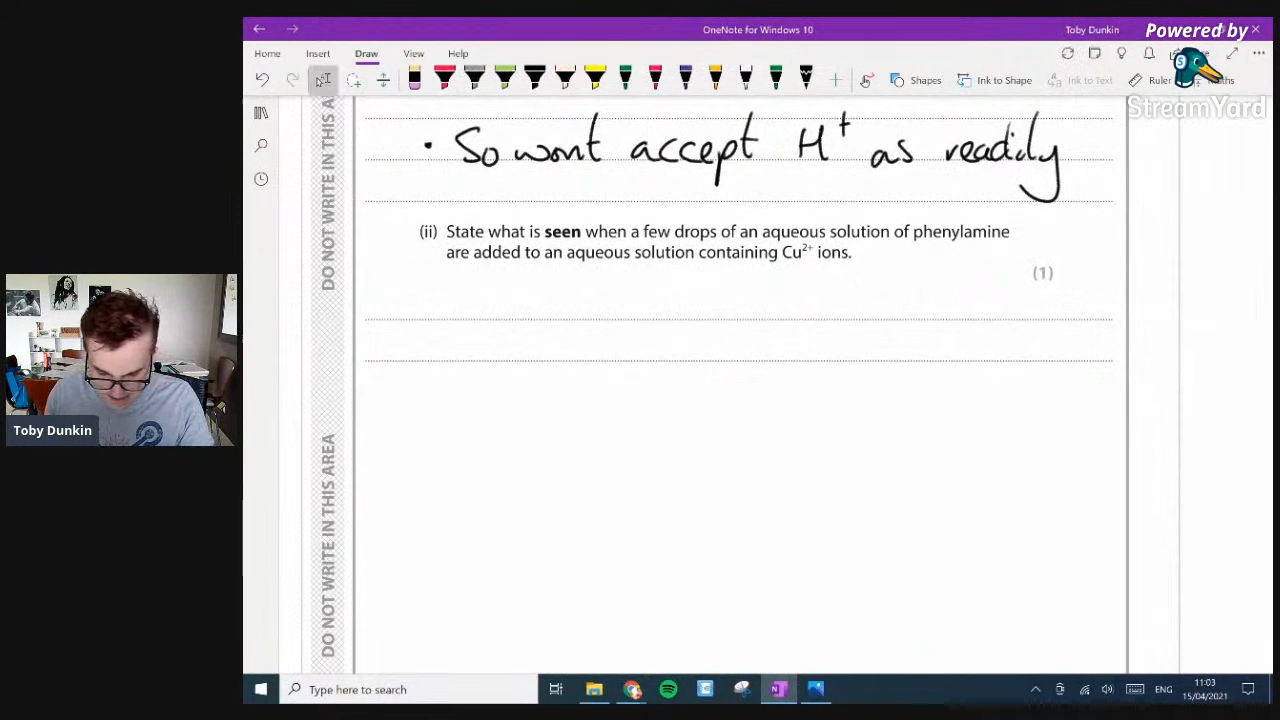 OneNote for Windows 10
Toby Dunkin
Powered by
StreamYard
Home Insert Draw View Help
Shapes Ink to Shape Ink to Text Ruler
DO NOT WRITE IN THIS A
• So wont accept H+ as readily
(ii) State what is seen when a few drops of an aqueous solution of phenylamine
are added to an aqueous solution containing Cu2+ ions.
(1)
DO NOT WRITE IN THIS AREA
Toby Dunkin
Type here to search
ENG
11:03
15/04/2021